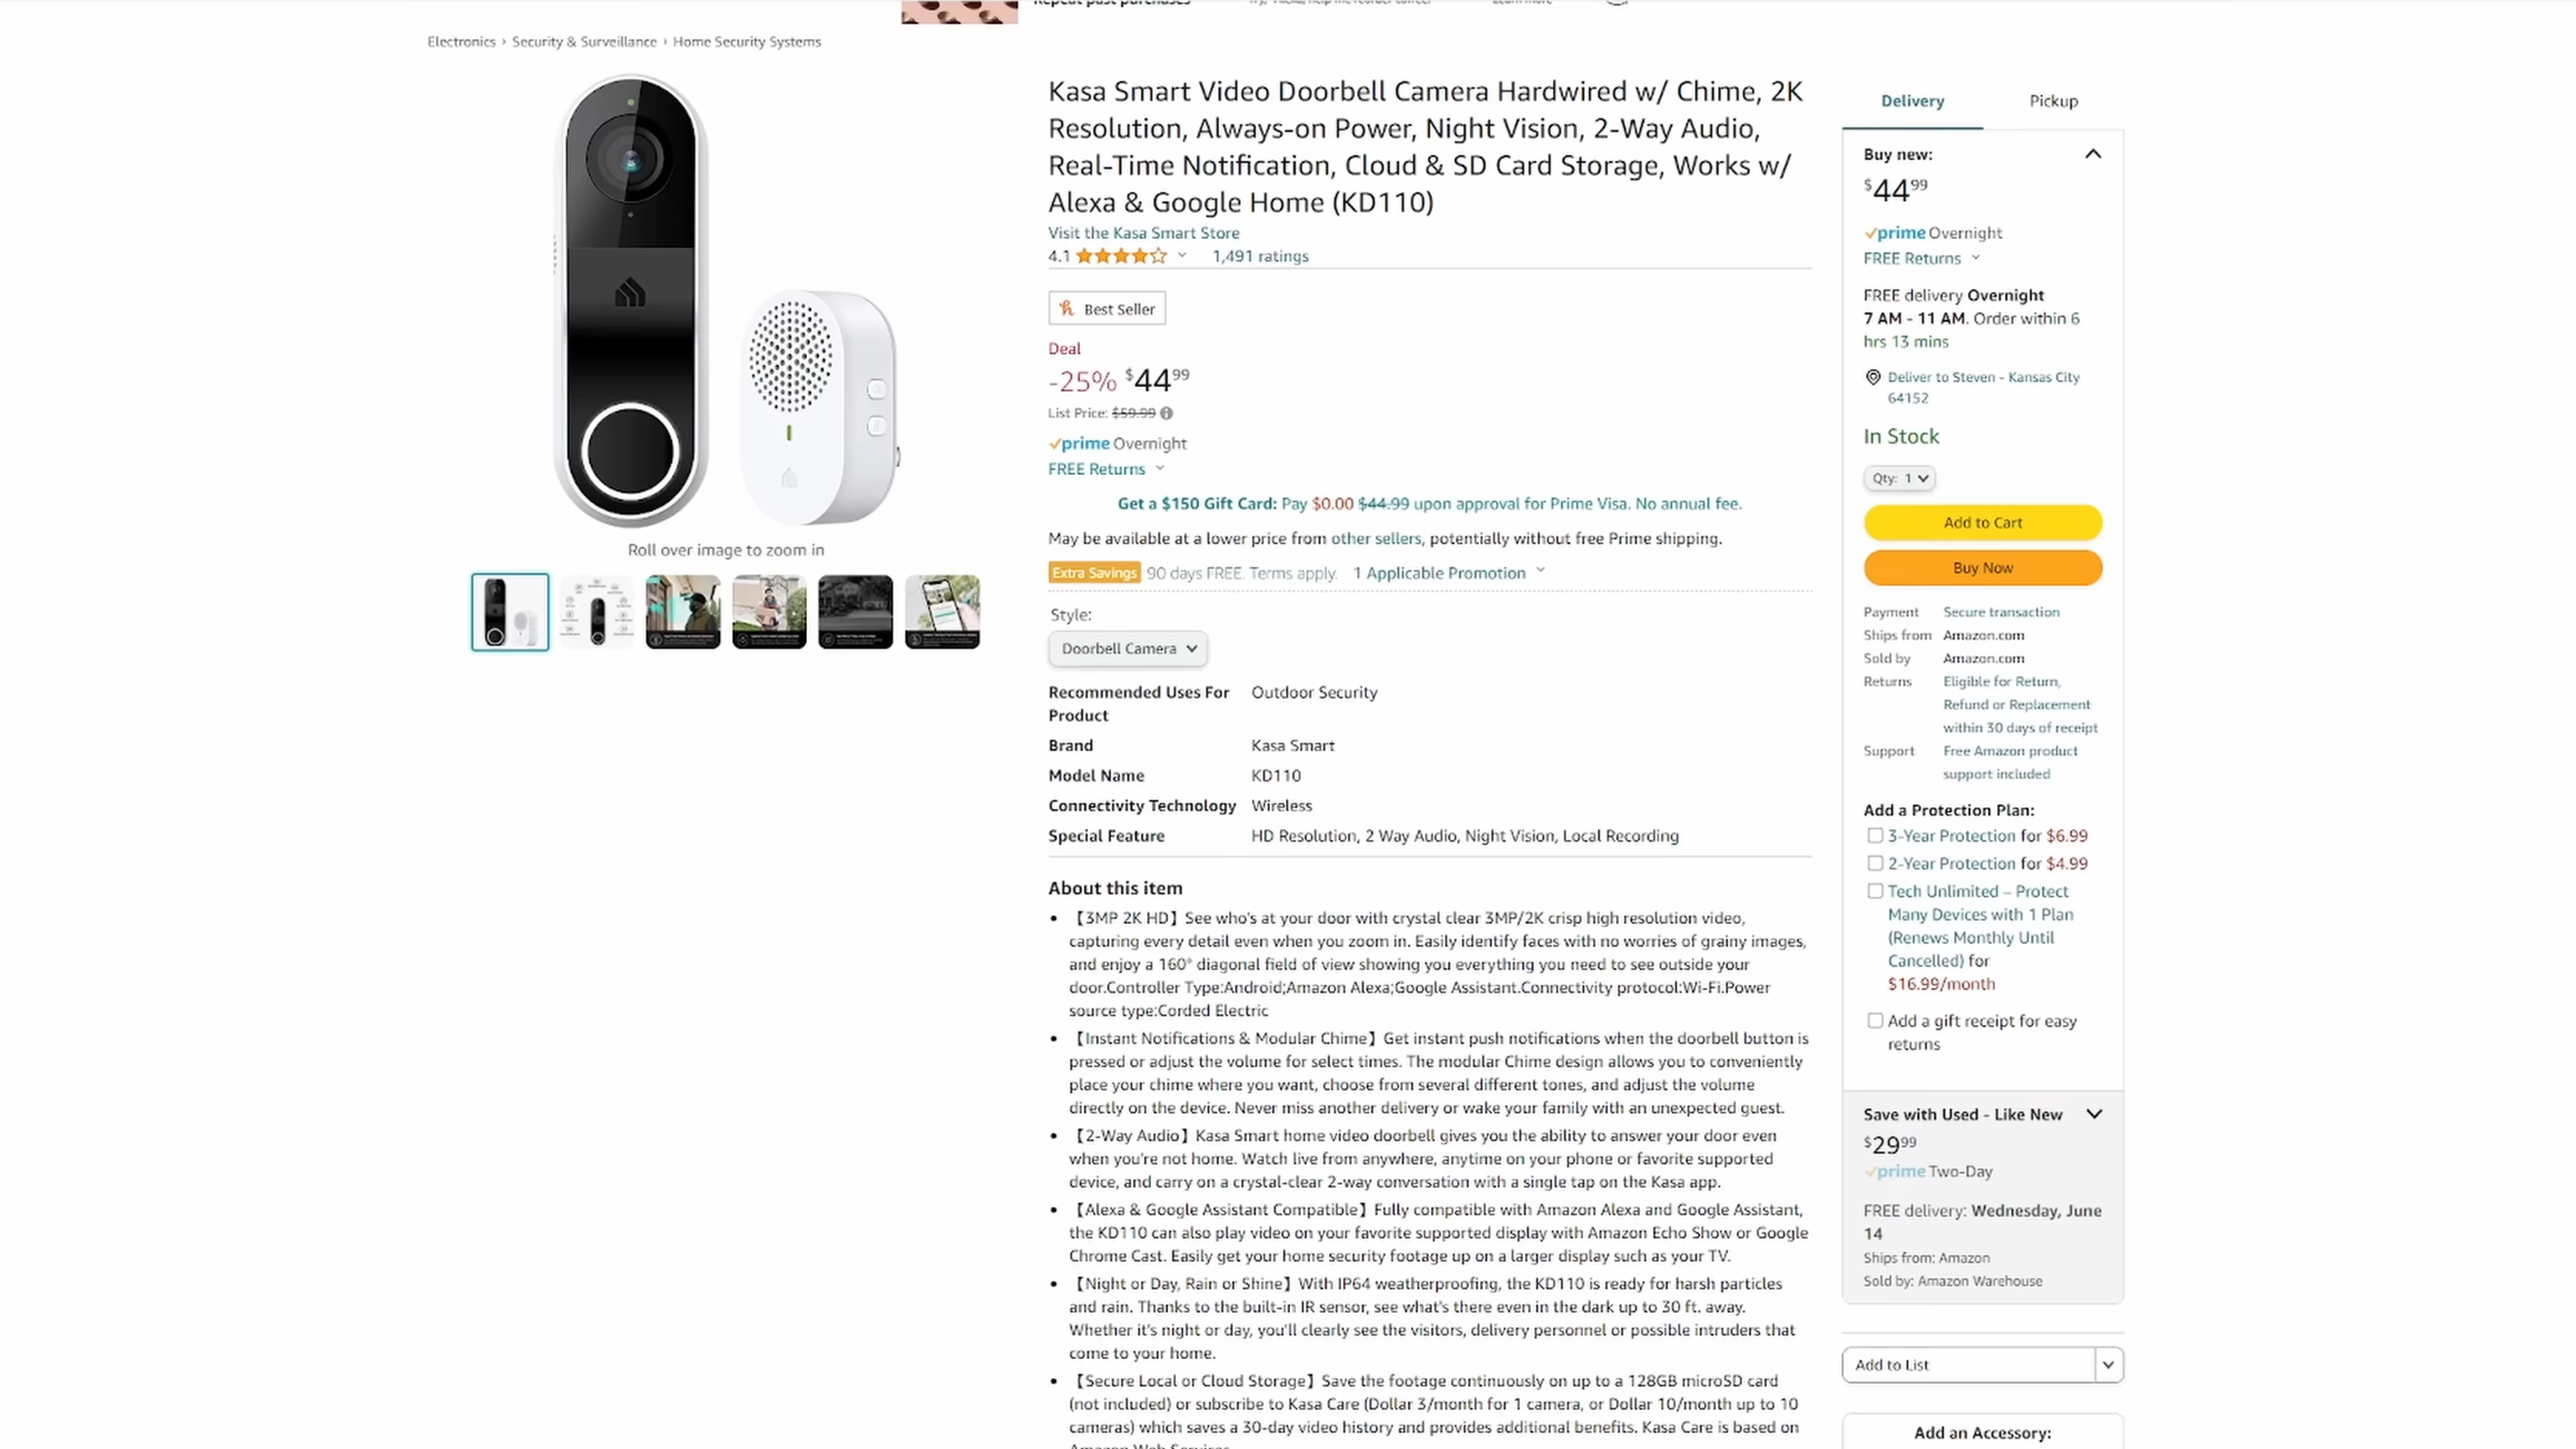 Repeat past purchases
Learn more
Electronics › Security & Surveillance › Home Security Systems
Roll over image to zoom in
Kasa Smart Video Doorbell Camera Hardwired w/ Chime, 2K
Resolution, Always-on Power, Night Vision, 2-Way Audio,
Real-Time Notification, Cloud & SD Card Storage, Works w/
Alexa & Google Home (KD110)
Visit the Kasa Smart Store
4.1 1,491 ratings
Best Seller
Deal
-25% $44.99
List Price: $59.99
prime Overnight
FREE Returns
Get a $150 Gift Card: Pay $0.00 $44.99 upon approval for Prime Visa. No annual fee.
May be available at a lower price from other sellers, potentially without free Prime shipping.
Extra Savings 90 days FREE. Terms apply. 1 Applicable Promotion
Style:
Doorbell Camera
Recommended Uses For Outdoor Security
Product
Brand Kasa Smart
Model Name KD110
Connectivity Technology Wireless
Special Feature HD Resolution, 2 Way Audio, Night Vision, Local Recording
About this item
• 【3MP 2K HD】See who's at your door with crystal clear 3MP/2K crisp high resolution video,
capturing every detail even when you zoom in. Easily identify faces with no worries of grainy images,
and enjoy a 160° diagonal field of view showing you everything you need to see outside your
door.Controller Type:Android;Amazon Alexa;Google Assistant.Connectivity protocol:Wi-Fi.Power
source type:Corded Electric
• 【Instant Notifications & Modular Chime】Get instant push notifications when the doorbell button is
pressed or adjust the volume for select times. The modular Chime design allows you to conveniently
place your chime where you want, choose from several different tones, and adjust the volume
directly on the device. Never miss another delivery or wake your family with an unexpected guest.
• 【2-Way Audio】Kasa Smart home video doorbell gives you the ability to answer your door even
when you're not home. Watch live from anywhere, anytime on your phone or favorite supported
device, and carry on a crystal-clear 2-way conversation with a single tap on the Kasa app.
• 【Alexa & Google Assistant Compatible】Fully compatible with Amazon Alexa and Google Assistant,
the KD110 can also play video on your favorite supported display with Amazon Echo Show or Google
Chrome Cast. Easily get your home security footage up on a larger display such as your TV.
• 【Night or Day, Rain or Shine】With IP64 weatherproofing, the KD110 is ready for harsh particles
and rain. Thanks to the built-in IR sensor, see what's there even in the dark up to 30 ft. away.
Whether it's night or day, you'll clearly see the visitors, delivery personnel or possible intruders that
come to your home.
• 【Secure Local or Cloud Storage】Save the footage continuously on up to a 128GB microSD card
(not included) or subscribe to Kasa Care (Dollar 3/month for 1 camera, or Dollar 10/month up to 10
cameras) which saves a 30-day video history and provides additional benefits. Kasa Care is based on
Amazon Web Services
Delivery Pickup
Buy new:
$44.99
prime Overnight
FREE Returns
FREE delivery Overnight
7 AM - 11 AM. Order within 6
hrs 13 mins
Deliver to Steven - Kansas City
64152
In Stock
Qty: 1
Add to Cart
Buy Now
Payment Secure transaction
Ships from Amazon.com
Sold by Amazon.com
Returns Eligible for Return,
Refund or Replacement
within 30 days of receipt
Support Free Amazon product
support included
Add a Protection Plan:
3-Year Protection for $6.99
2-Year Protection for $4.99
Tech Unlimited – Protect
Many Devices with 1 Plan
(Renews Monthly Until
Cancelled) for
$16.99/month
Add a gift receipt for easy
returns
Save with Used - Like New
$29.99
prime Two-Day
FREE delivery: Wednesday, June
14
Ships from: Amazon
Sold by: Amazon Warehouse
Add to List
Add an Accessory: